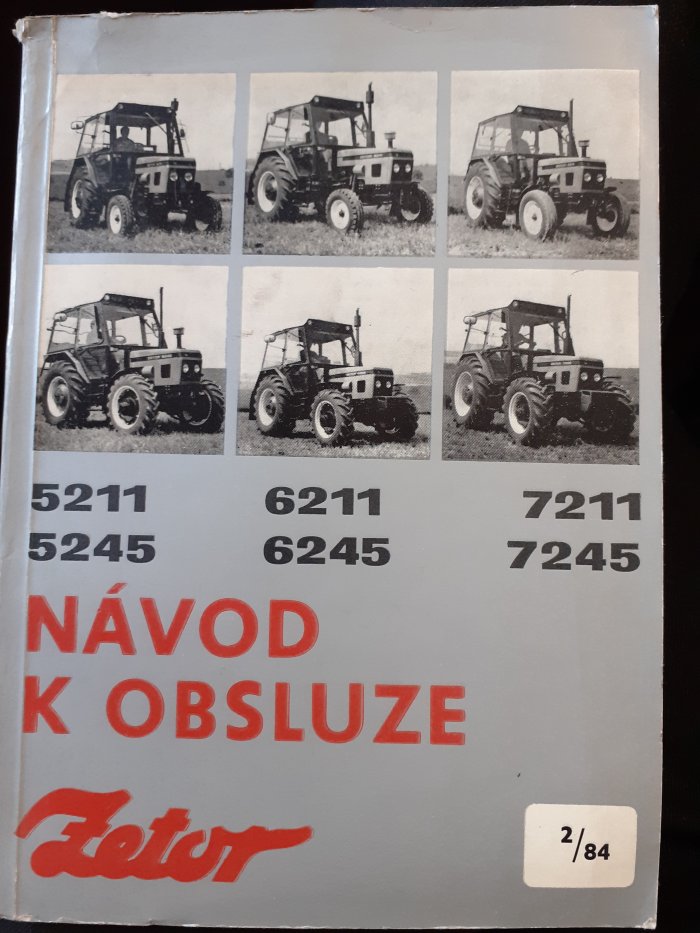 5211 6211 7211
5245 6245 7245
NÁVOD
K OBSLUZE
Zetor
2/84